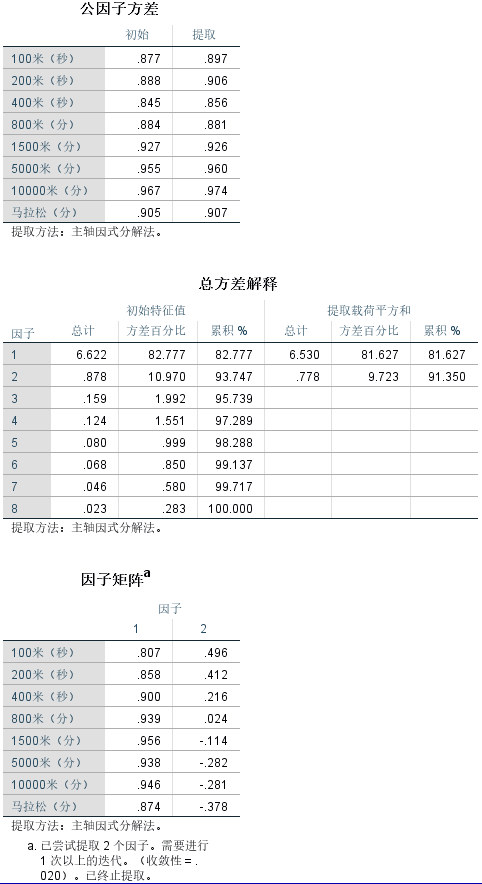 公因子方差
初始 提取
100米（秒） .877 .897
200米（秒） .888 .906
400米（秒） .845 .856
800米（分） .884 .881
1500米（分） .927 .926
5000米（分） .955 .960
10000米（分） .967 .974
马拉松（分） .905 .907
提取方法：主轴因式分解法。
总方差解释
初始特征值 提取载荷平方和
因子 总计 方差百分比 累积 % 总计 方差百分比 累积 %
1 6.622 82.777 82.777 6.530 81.627 81.627
2 .878 10.970 93.747 .778 9.723 91.350
3 .159 1.992 95.739
4 .124 1.551 97.289
5 .080 .999 98.288
6 .068 .850 99.137
7 .046 .580 99.717
8 .023 .283 100.000
提取方法：主轴因式分解法。
因子矩阵a
因子
1 2
100米（秒） .807 .496
200米（秒） .858 .412
400米（秒） .900 .216
800米（分） .939 .024
1500米（分） .956 -.114
5000米（分） .938 -.282
10000米（分） .946 -.281
马拉松（分） .874 -.378
提取方法：主轴因式分解法。
a. 已尝试提取 2 个因子。需要进行
1 次以上的迭代。（收敛性 = .
020）。已终止提取。